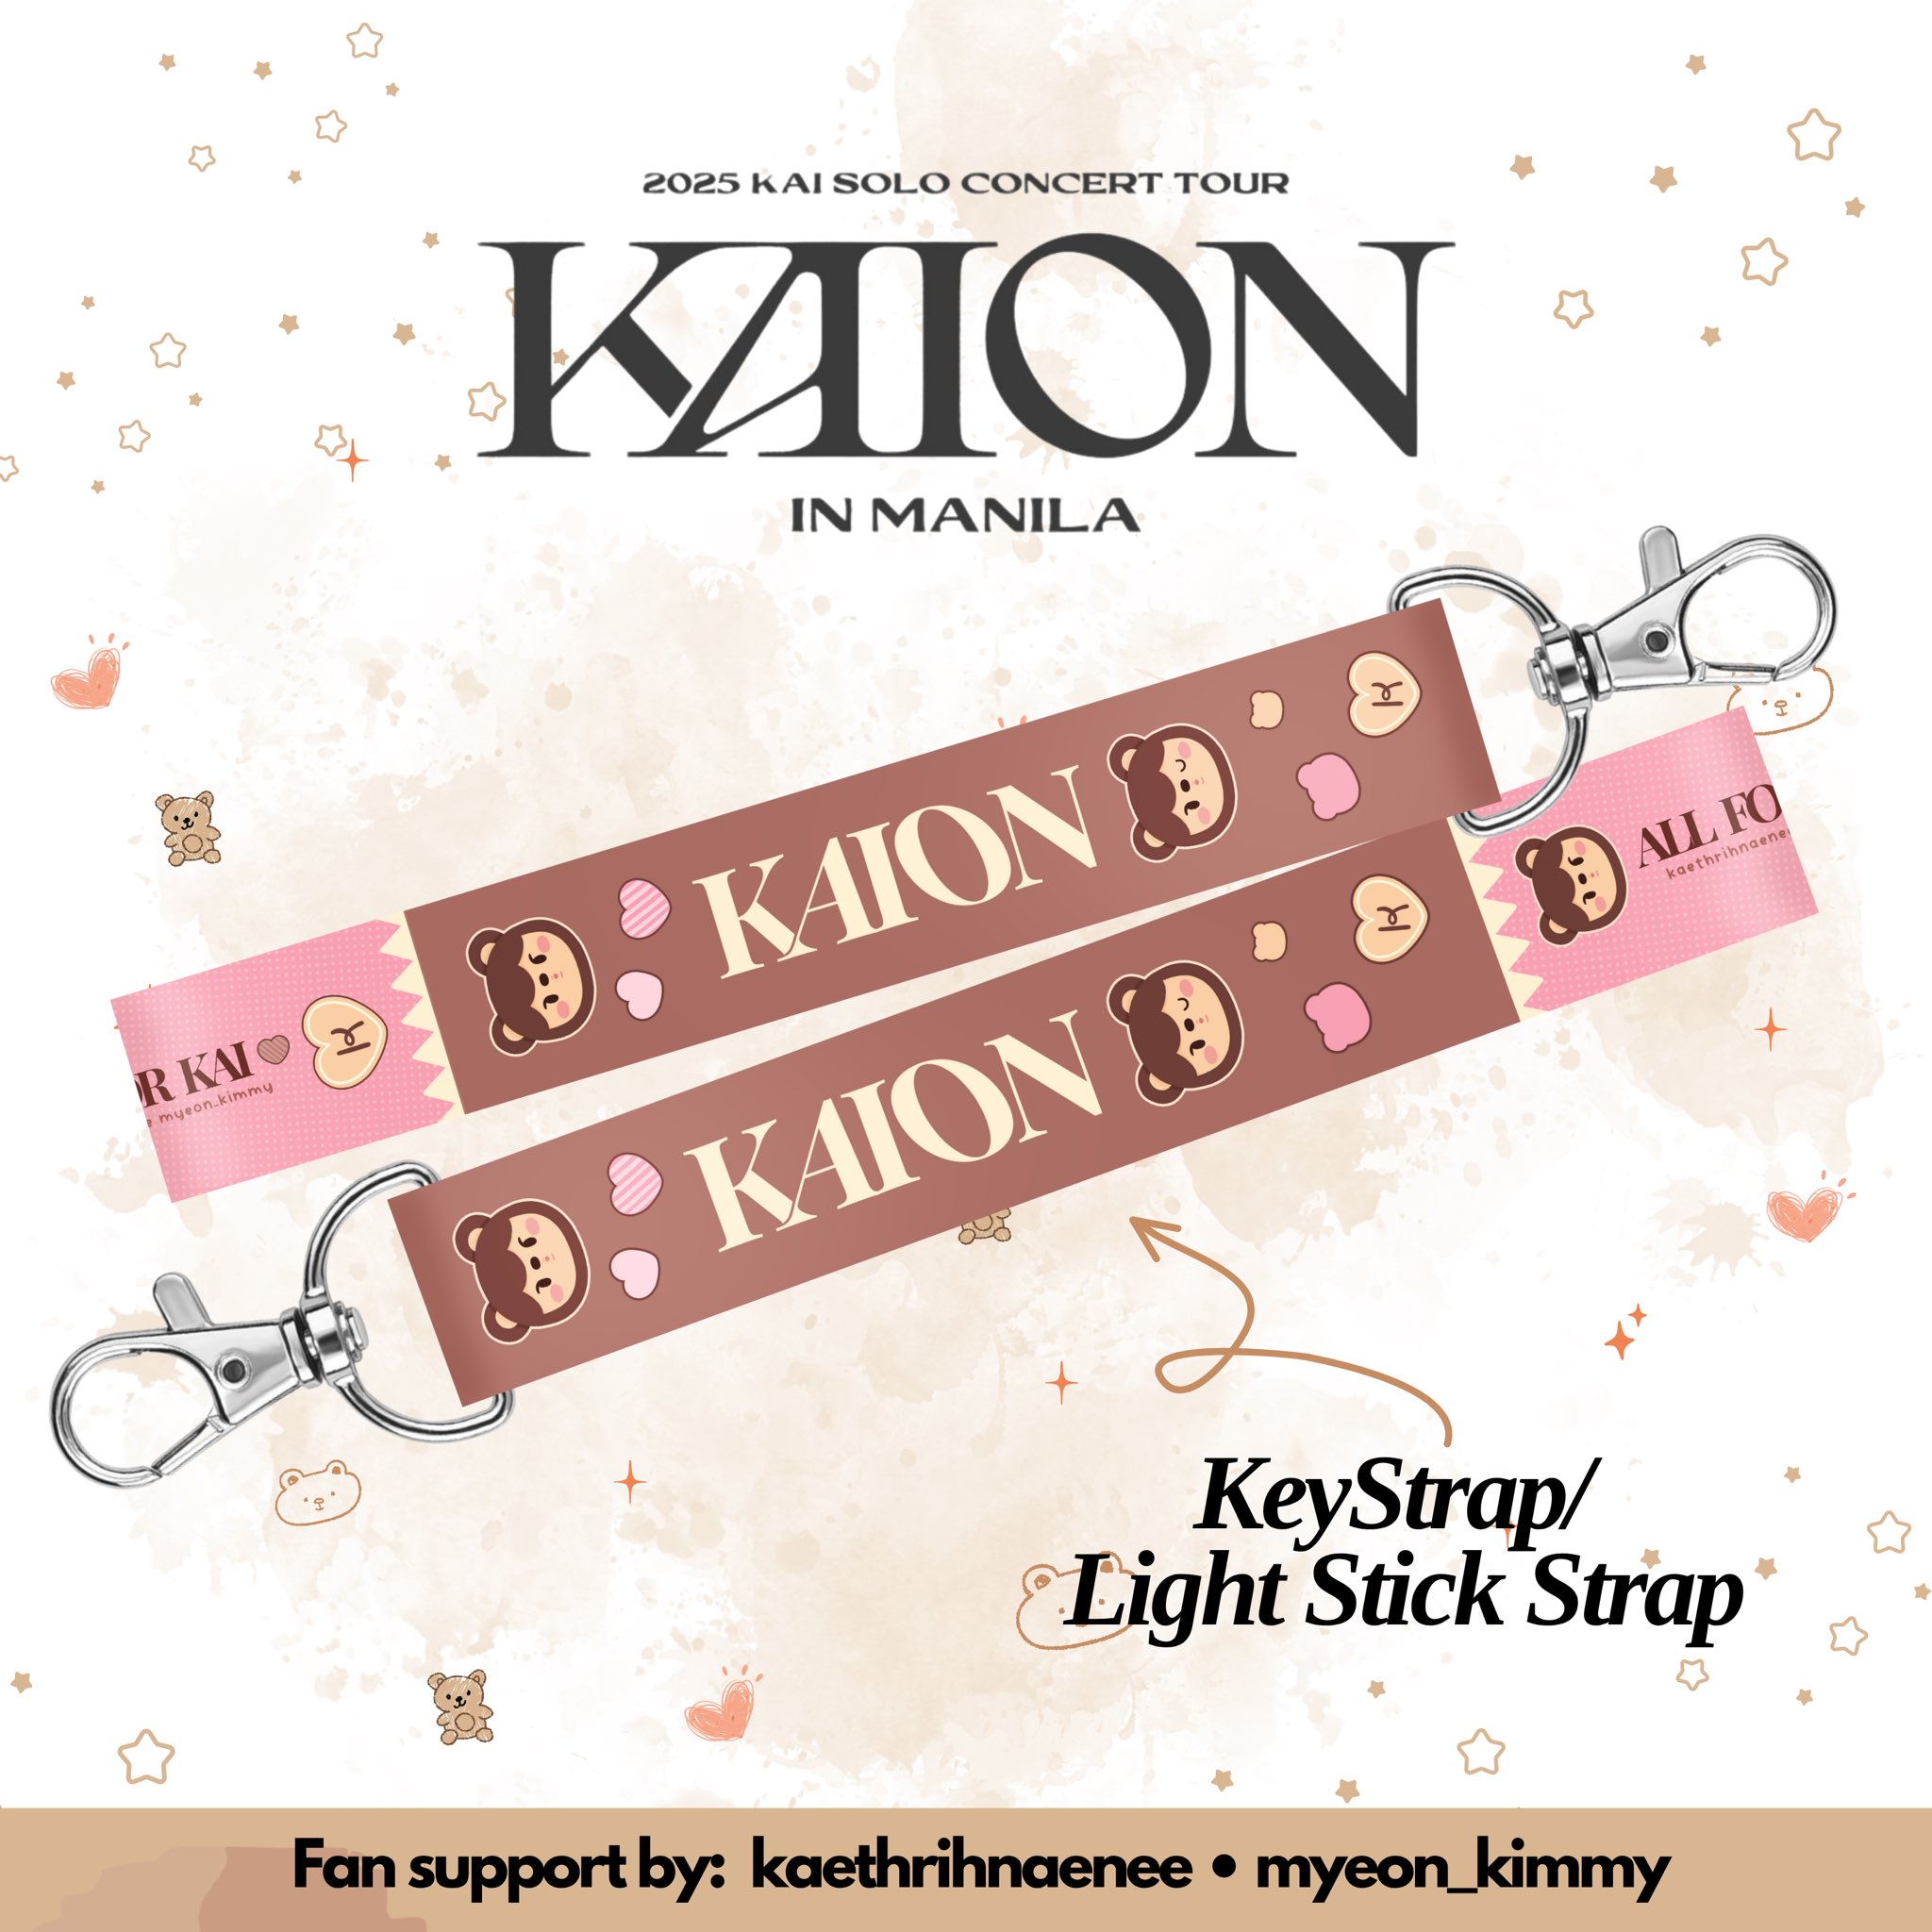 2025 KAI SOLO CONCERT TOUR
KAION
IN MANILA
KAION
ALL FO
kaethrihnaene
R KAI
myeon_kimmy
KAION
KeyStrap/
Light Stick Strap
Fan support by: kaethrihnaenee • myeon_kimmy